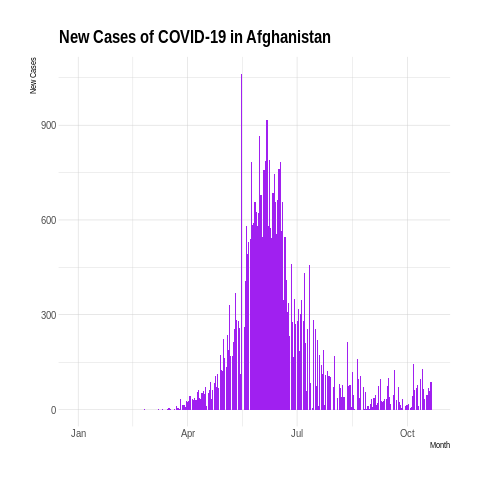 New Cases of COVID-19 in Afghanistan
New Cases
900
600
300
0
Jan Apr Jul Oct
Month